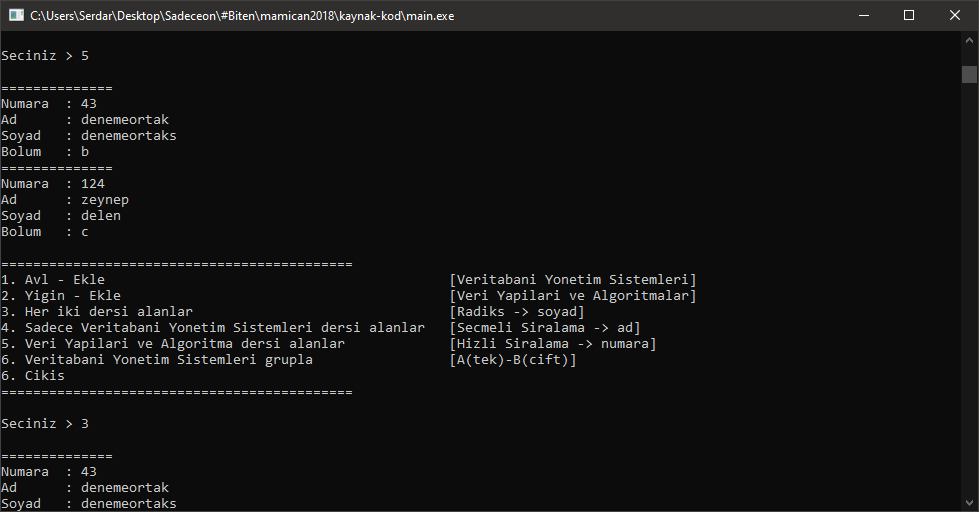 C:\Users\Serdar\Desktop\Sadeceon\#Biten\mamican2018\kaynak-kod\main.exe
Seciniz > 5
==============
Numara  : 43
Ad      : denemeortak
Soyad   : denemeortaks
Bolum   : b
==============
Numara  : 124
Ad      : zeynep
Soyad   : delen
Bolum   : c
============================================
1. Avl - Ekle                                           [Veritabani Yonetim Sistemleri]
2. Yigin - Ekle                                         [Veri Yapilari ve Algoritmalar]
3. Her iki dersi alanlar                                [Radiks -> soyad]
4. Sadece Veritabani Yonetim Sistemleri dersi alanlar   [Secmeli Siralama -> ad]
5. Veri Yapilari ve Algoritma dersi alanlar             [Hizli Siralama -> numara]
6. Veritabani Yonetim Sistemleri grupla                 [A(tek)-B(cift)]
6. Cikis
============================================
Seciniz > 3
==============
Numara  : 43
Ad      : denemeortak
Soyad   : denemeortaks